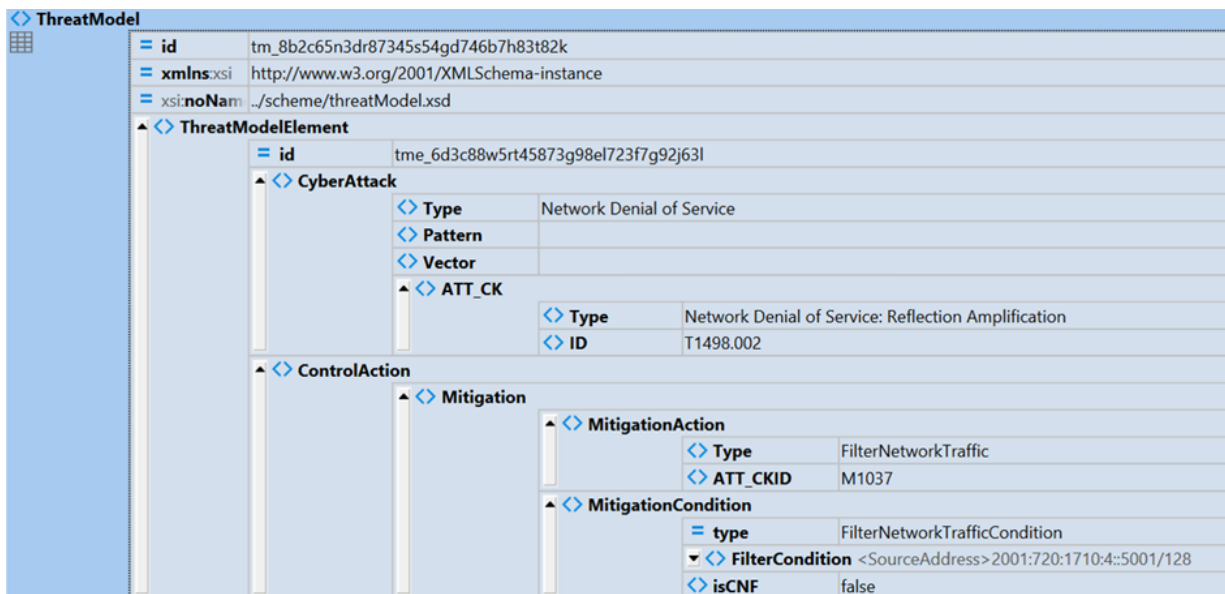 <> ThreatModel
= id tm_8b2c65n3dr87345s54gd746b7h83t82k
= xmlns:xsi http://www.w3.org/2001/XMLSchema-instance
= xsi:noNam ../scheme/threatModel.xsd
<> ThreatModelElement
= id tme_6d3c88w5rt45873g98el723f7g92j63l
<> CyberAttack
<> Type Network Denial of Service
<> Pattern
<> Vector
<> ATT_CK
<> Type Network Denial of Service: Reflection Amplification
<> ID T1498.002
<> ControlAction
<> Mitigation
<> MitigationAction
<> Type FilterNetworkTraffic
<> ATT_CKID M1037
<> MitigationCondition
= type FilterNetworkTrafficCondition
<> FilterCondition <SourceAddress>2001:720:1710:4::5001/128
<> isCNF false